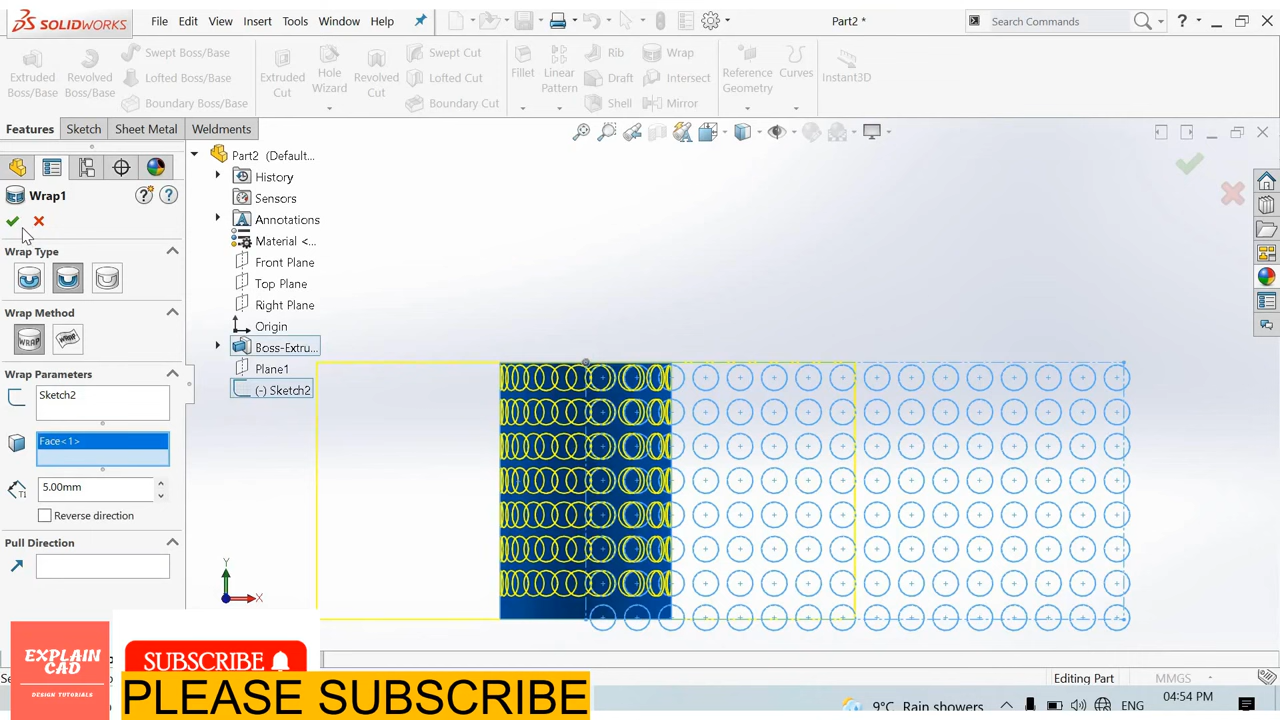 SOLIDWORKS
File Edit View Insert Tools Window Help
Part2 *
Search Commands
Extruded Boss/Base
Revolved Boss/Base
Swept Boss/Base
Lofted Boss/Base
Boundary Boss/Base
Extruded Cut
Hole Wizard
Revolved Cut
Swept Cut
Lofted Cut
Boundary Cut
Fillet
Linear Pattern
Rib
Draft
Shell
Wrap
Intersect
Mirror
Reference Geometry
Curves
Instant3D
Features Sketch Sheet Metal Weldments
Wrap1
Wrap Type
Wrap Method
WRAP
WRAP
Wrap Parameters
Sketch2
Face<1>
5.00mm
Reverse direction
Pull Direction
Part2 (Default...
History
Sensors
Annotations
Material <...
Front Plane
Top Plane
Right Plane
Origin
Boss-Extru...
Plane1
(-) Sketch2
Y
X
Editing Part
MMGS
EXPLAIN CAD
DESIGN TUTORIALS
SUBSCRIBE
PLEASE SUBSCRIBE
9°C Rain showers
ENG
04:54 PM